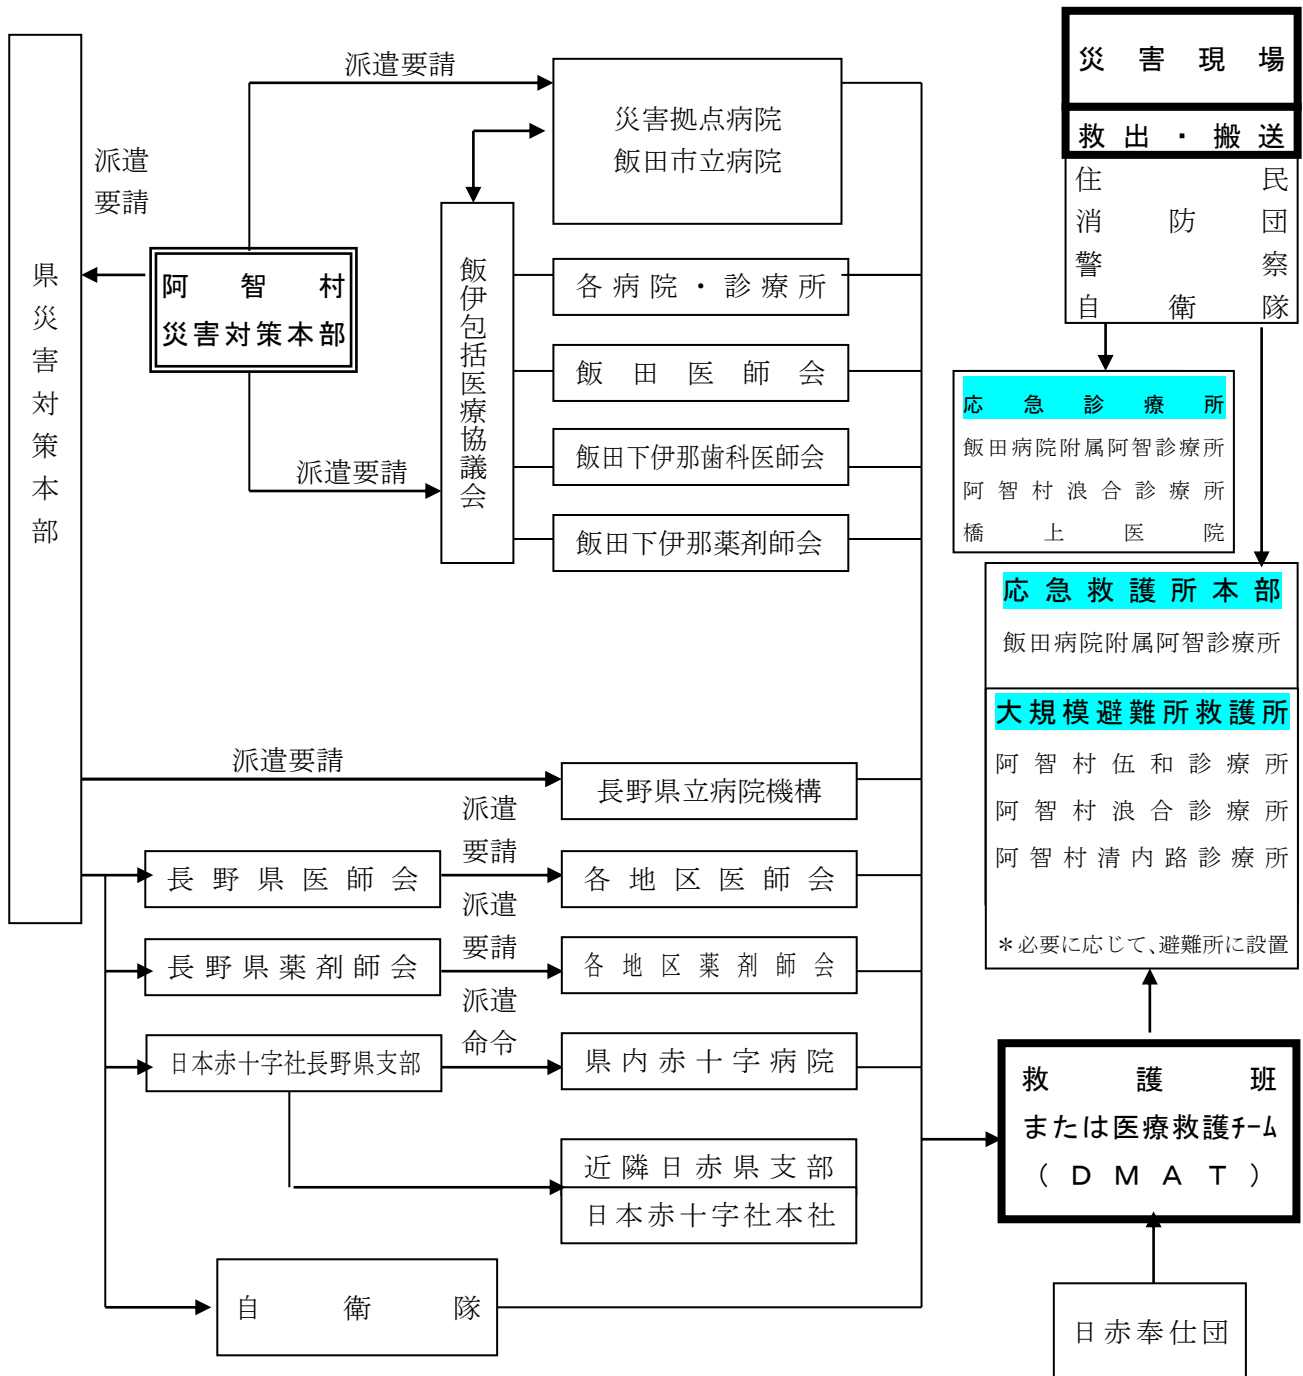 県災害対策本部
派遣
要請
阿智村
災害対策本部
派遣要請
派遣要請
飯伊包括医療協議会
災害拠点病院
飯田市立病院
各病院・診療所
飯田医師会
飯田下伊那歯科医師会
飯田下伊那薬剤師会
派遣要請
長野県立病院機構
長野県医師会
派遣
要請
各地区医師会
長野県薬剤師会
派遣
要請
各地区薬剤師会
日本赤十字社長野県支部
派遣
命令
県内赤十字病院
近隣日赤県支部
日本赤十字社本社
自衛隊
災害現場
救出・搬送
住民
消防団
警察
自衛隊
応急診療所
飯田病院附属阿智診療所
阿智村浪合診療所
橋上医院
応急救護所本部
飯田病院附属阿智診療所
大規模避難所救護所
阿智村伍和診療所
阿智村浪合診療所
阿智村清内路診療所
＊必要に応じて、避難所に設置
救護班
または医療救護ﾁｰﾑ
（ＤＭＡＴ）
日赤奉仕団